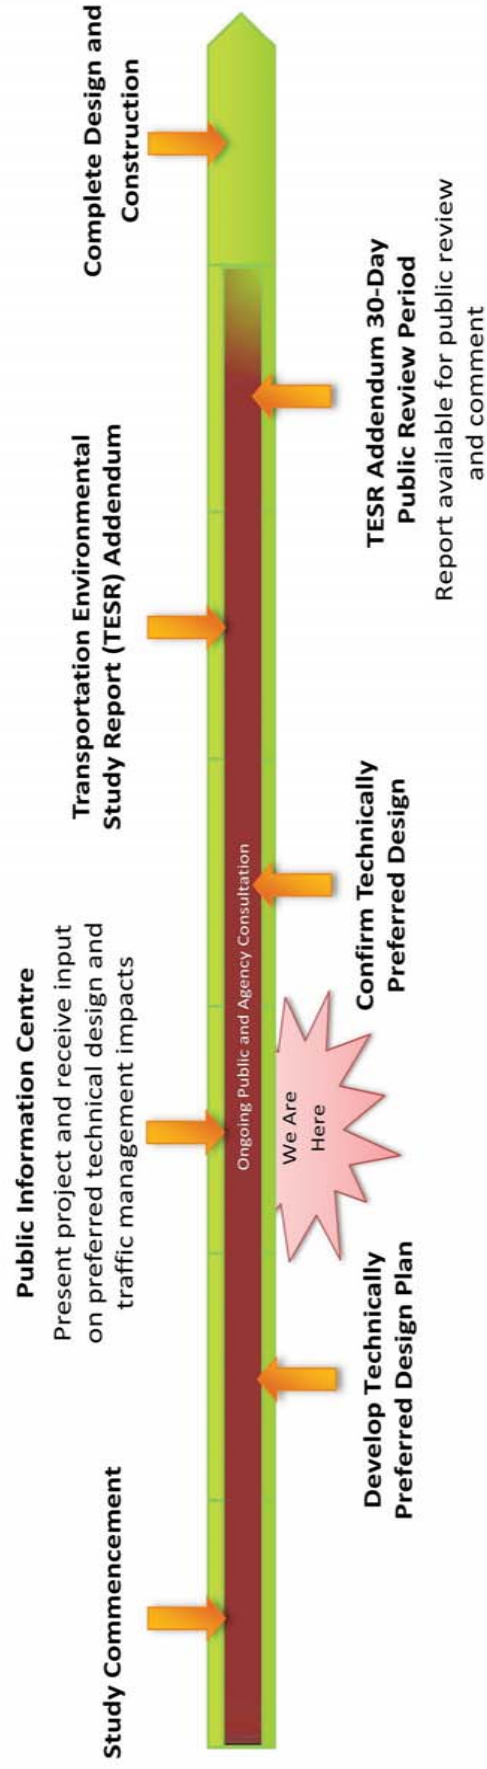 Study Commencement
Develop Technically
Preferred Design Plan
Public Information Centre
Present project and receive input
on preferred technical design and
traffic management impacts
We Are
Here
Ongoing Public and Agency Consultation
Confirm Technically
Preferred Design
Transportation Environmental
Study Report (TESR) Addendum
TESR Addendum 30-Day
Public Review Period
Report available for public review
and comment
Complete Design and
Construction